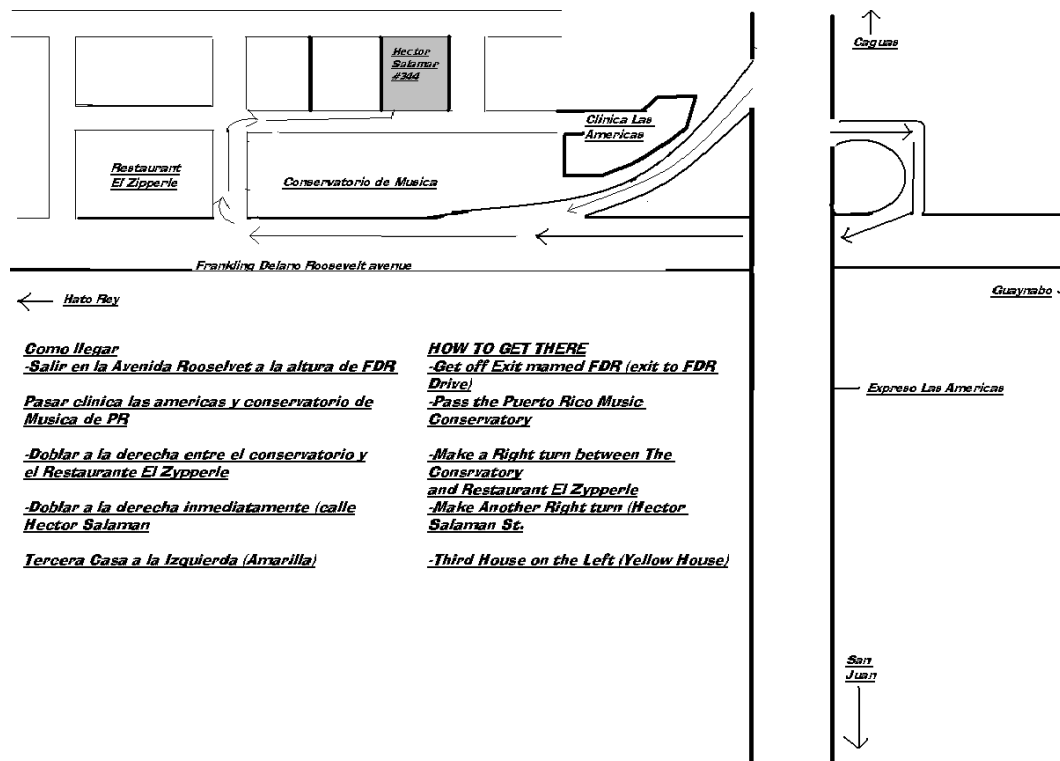 Caguas
Hector
Salamar
#344
Clinica Las
Americas
Restaurant
El Zipperle
Conservatorio de Musica
Frankling Delano Roosevelt avenue
Hato Rey
Guaynabo
Como llegar
-Salir en la Avenida Rooselvet a la altura de FDR
Pasar clinica las americas y conservatorio de
Musica de PR
-Doblar a la derecha entre el conservatorio y
el Restaurante El Zypperle
-Doblar a la derecha inmediatamente (calle
Hector Salaman
Tercera Casa a la Izquierda (Amarilla)
HOW TO GET THERE
-Get off Exit mamed FDR (exit to FDR
Drive)
-Pass the Puerto Rico Music
Conservatory
-Make a Right turn between The
Consrvatory
and Restaurant El Zypperle
-Make Another Right turn (Hector
Salaman St.
-Third House on the Left (Yellow House)
Expreso Las Americas
San
Juan